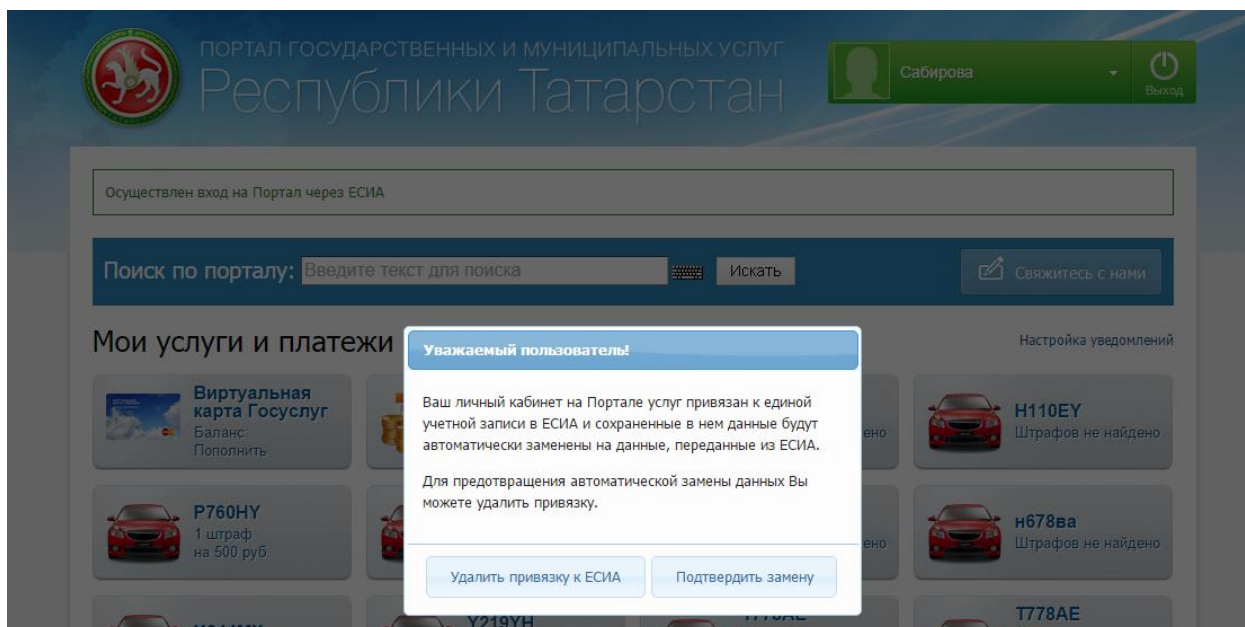 ПОРТАЛ ГОСУДАРСТВЕННЫХ И МУНИЦИПАЛЬНЫХ УСЛУГ
Республики Татарстан
Сабирова
Выход
Осуществлен вход на Портал через ЕСИА
Поиск по порталу:
Введите текст для поиска
Искать
Свяжитесь с нами
Мои услуги и платежи
Настройка уведомлений
Виртуальная
карта Госуслуг
Баланс:
Пополнить
Уважаемый пользователь!
Ваш личный кабинет на Портале услуг привязан к единой
учетной записи в ЕСИА и сохраненные в нем данные будут
автоматически заменены на данные, переданные из ЕСИА.
Для предотвращения автоматической замены данных Вы
можете удалить привязку.
Удалить привязку к ЕСИА
Подтвердить замену
Н110ЕУ
Штрафов не найдено
Р760НУ
1 штраф
на 500 руб.
н678ва
Штрафов не найдено
У219УН
Т778АЕ